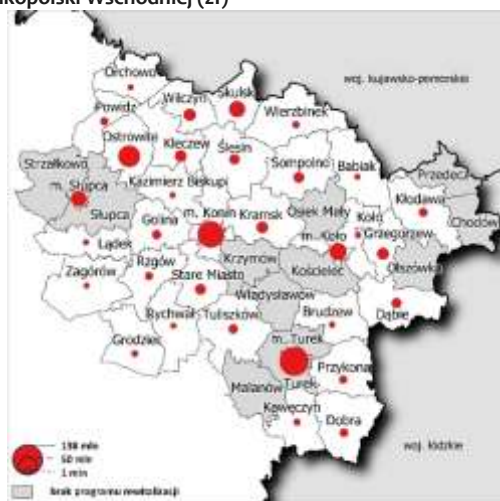 lkopolski Wschodniej (zł)
Orchowo
woj. kujawsko-pomorskie
Wilczyn
Skulsk
Powidz
Wierzbinek
Ostrowite
Kleczew
Ślesin
Strzałkowo
Sompolno
Babiak
Przedecz
m. Słupca
Kazimierz Biskupi
Kłodawa
Słupca
m. Konin
Kramsk
Osiek Mały
Koło
Chodów
Golina
Grzegorzew
Lądek
m. Koło
Krzymów
Olszówka
Rzgów
Kościelec
Zagórów
Stare Miasto
Władysławów
Dąbie
Rychwał
Tuliszków
Brudzew
Grodziec
m. Turek
Przykona
Malanów
Turek
Kawęczyn
Dobra
138 mln
50 mln
1 mln
woj. łódzkie
brak programu rewitalizacji